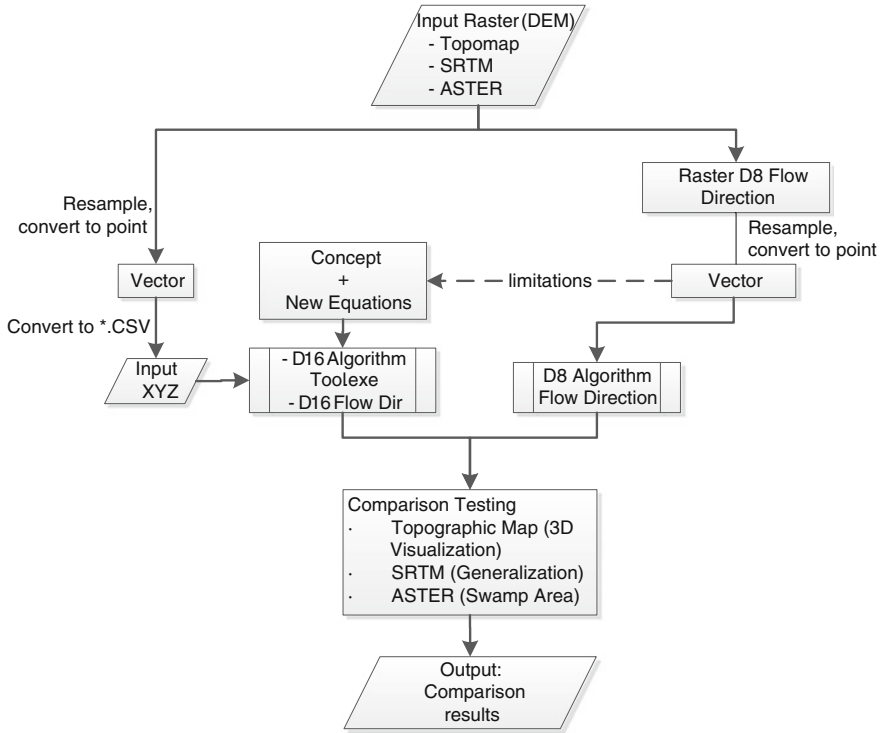 Input Raster (DEM)
- Topomap
- SRTM
- ASTER
Raster D8 Flow
Direction
Resample,
convert to point
Resample,
convert to point
Vector
Concept
+
New Equations
limitations
Vector
Convert to *.CSV
Input
XYZ
- D16 Algorithm
Toolexe
- D16 Flow Dir
D8 Algorithm
Flow Direction
Comparison Testing
· Topographic Map (3D
Visualization)
· SRTM (Generalization)
· ASTER (Swamp Area)
Output:
Comparison
results